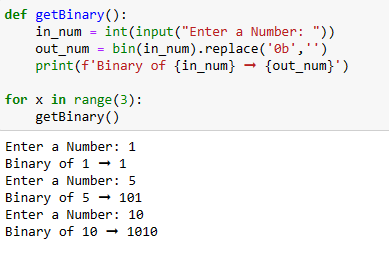 def getBinary():
    in_num = int(input("Enter a Number: "))
    out_num = bin(in_num).replace('0b','')
    print(f'Binary of {in_num} → {out_num}')
for x in range(3):
    getBinary()
Enter a Number: 1
Binary of 1 → 1
Enter a Number: 5
Binary of 5 → 101
Enter a Number: 10
Binary of 10 → 1010